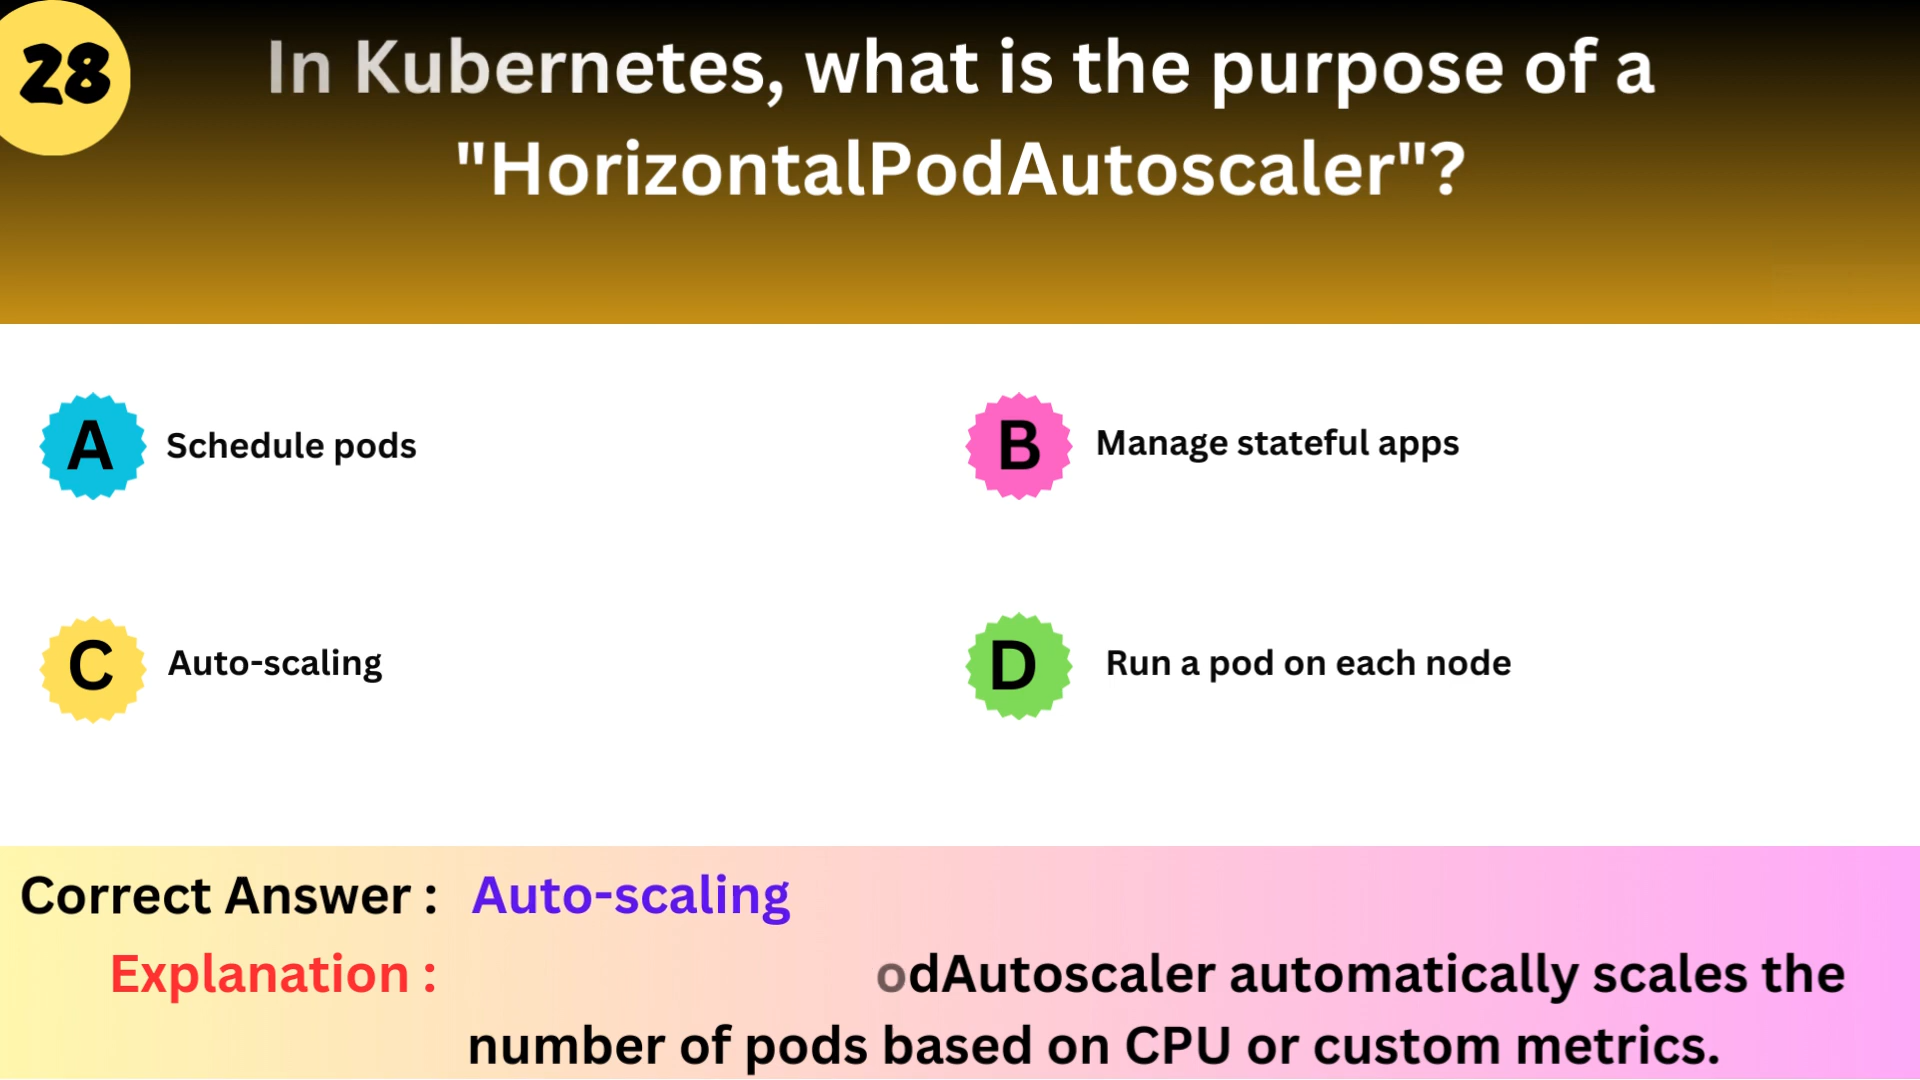 28
In Kubernetes, what is the purpose of a
"HorizontalPodAutoscaler"?
A Schedule pods
B Manage stateful apps
C Auto-scaling
D Run a pod on each node
Correct Answer : Auto-scaling
Explanation : odAutoscaler automatically scales the
number of pods based on CPU or custom metrics.